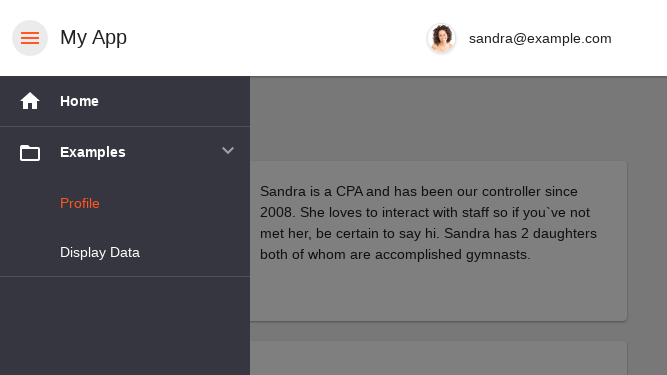 My App
sandra@example.com
Home
Examples
Profile
Display Data
Sandra is a CPA and has been our controller since
2008. She loves to interact with staff so if you`ve not
met her, be certain to say hi. Sandra has 2 daughters
both of whom are accomplished gymnasts.